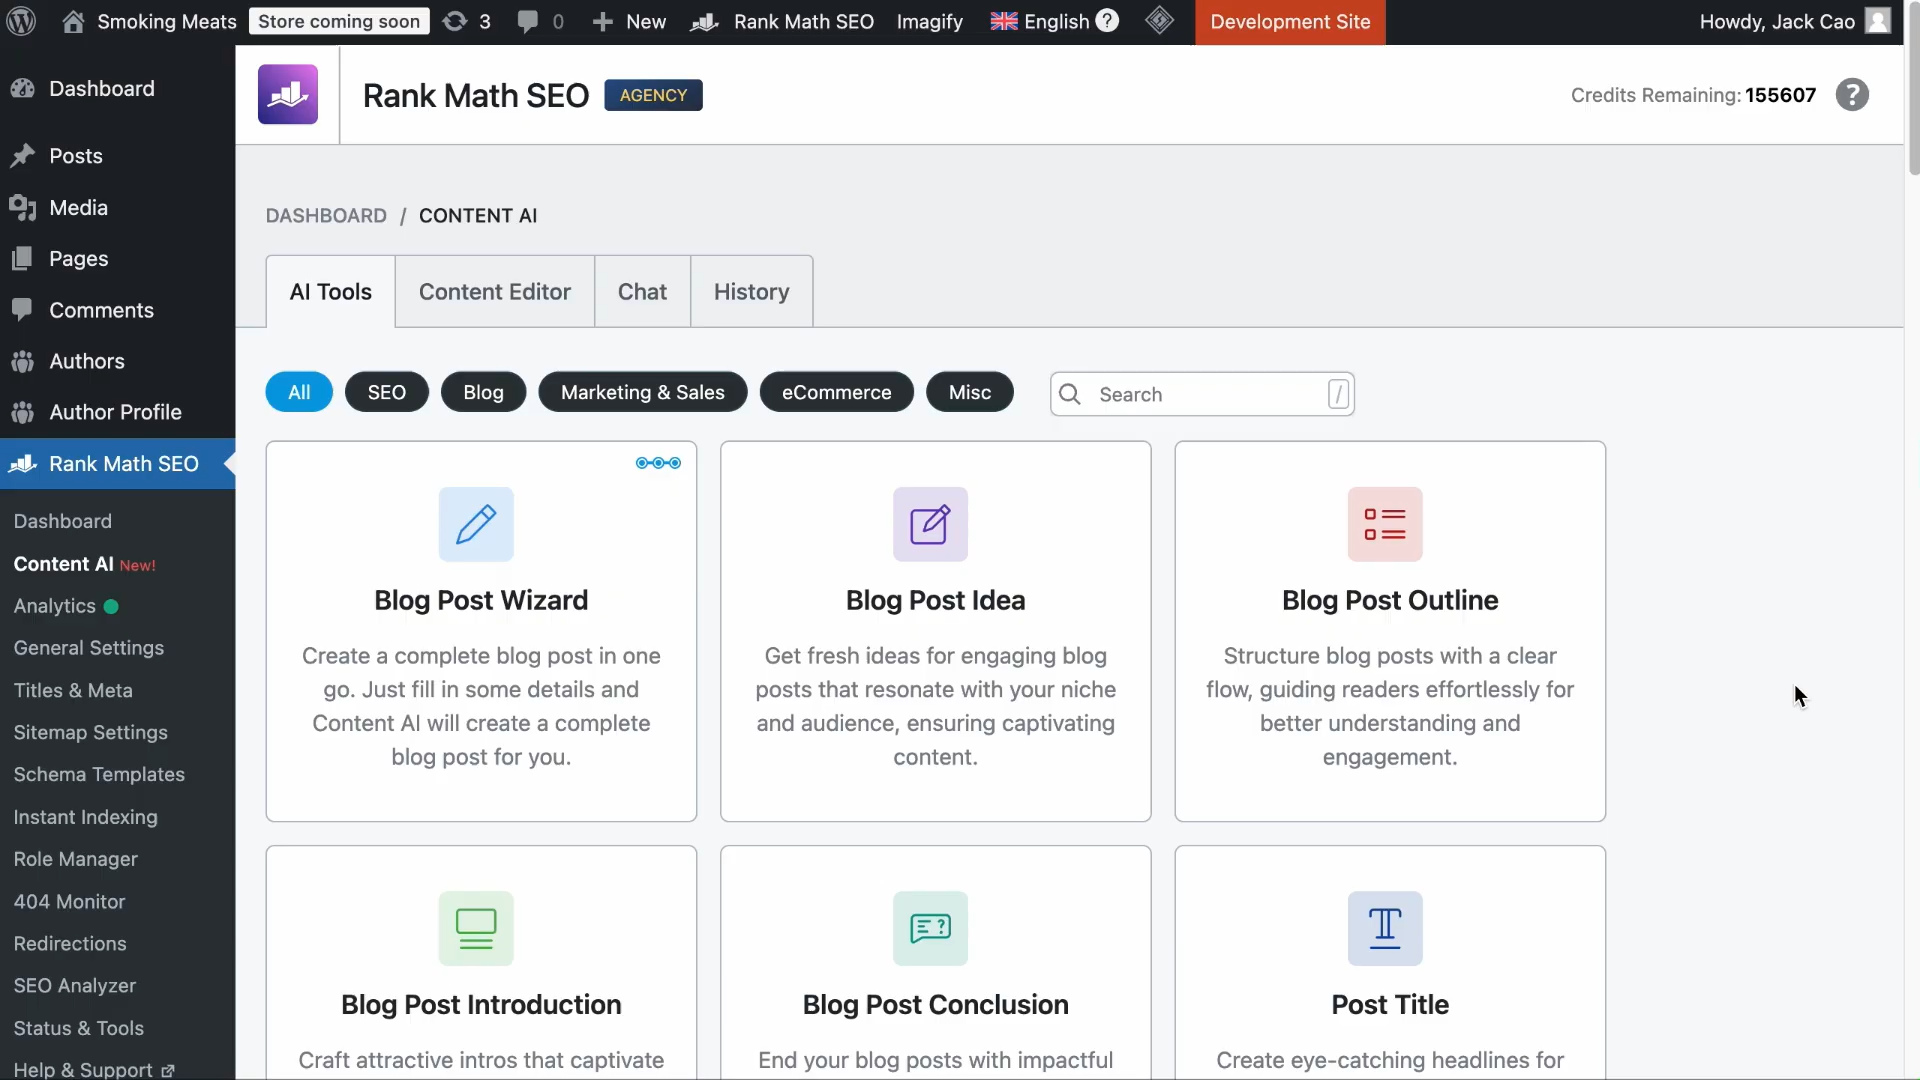 Smoking Meats Store coming soon 3 0 New Rank Math SEO Imagify English ? Development Site Howdy, Jack Cao
Dashboard
Posts
Media
Pages
Comments
Authors
Author Profile
Rank Math SEO
Dashboard
Content AI New!
Analytics
General Settings
Titles & Meta
Sitemap Settings
Schema Templates
Instant Indexing
Role Manager
404 Monitor
Redirections
SEO Analyzer
Status & Tools
Help & Support
Rank Math SEO AGENCY
Credits Remaining: 155607 ?
DASHBOARD / CONTENT AI
AI Tools Content Editor Chat History
All SEO Blog Marketing & Sales eCommerce Misc Search /
Blog Post Wizard
Create a complete blog post in one
go. Just fill in some details and
Content AI will create a complete
blog post for you.
Blog Post Idea
Get fresh ideas for engaging blog
posts that resonate with your niche
and audience, ensuring captivating
content.
Blog Post Outline
Structure blog posts with a clear
flow, guiding readers effortlessly for
better understanding and
engagement.
Blog Post Introduction
Craft attractive intros that captivate
Blog Post Conclusion
End your blog posts with impactful
Post Title
Create eye-catching headlines for